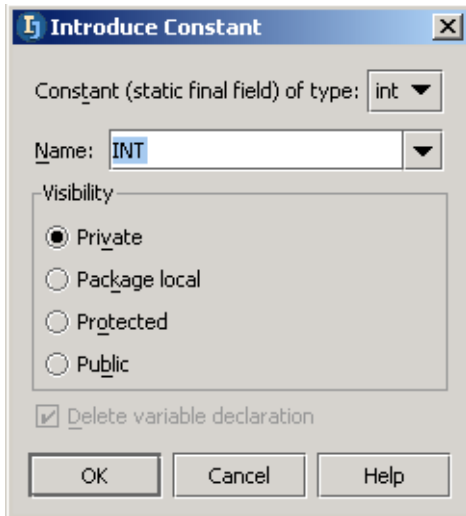 IJ Introduce Constant
Constant (static final field) of type: int
Name: INT
Visibility
Private
Package local
Protected
Public
Delete variable declaration
OK Cancel Help